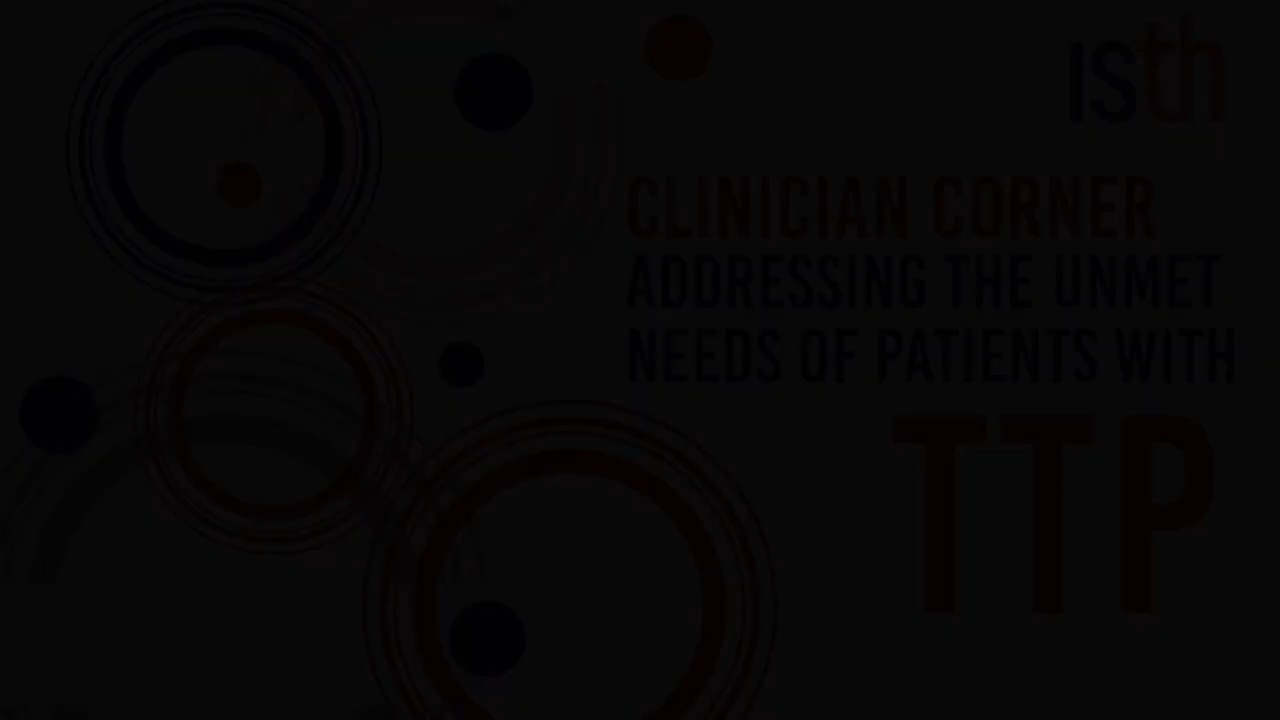 isth
CLINICIAN CORNER
ADDRESSING THE UNMET
NEEDS OF PATIENTS WITH
TTP